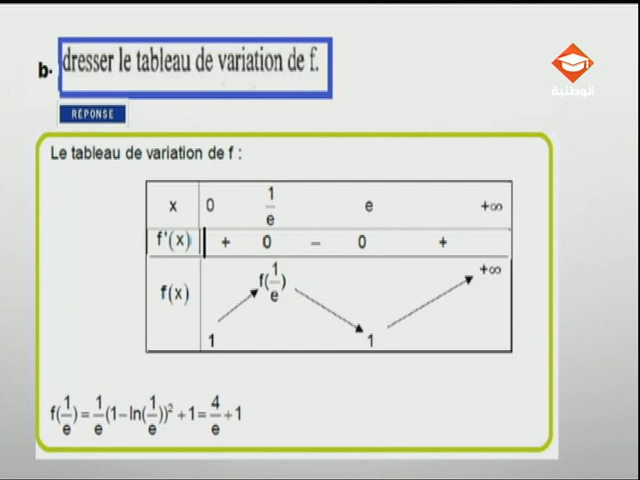 b- dresser le tableau de variation de f.
الوطنية
RÉPONSE
Le tableau de variation de f :
x 0 1/e e +∞
f'(x) + 0 − 0 +
f(x) 1 f(1/e) 1 +∞
f(1/e) = 1/e (1−ln(1/e))² +1 = 4/e +1